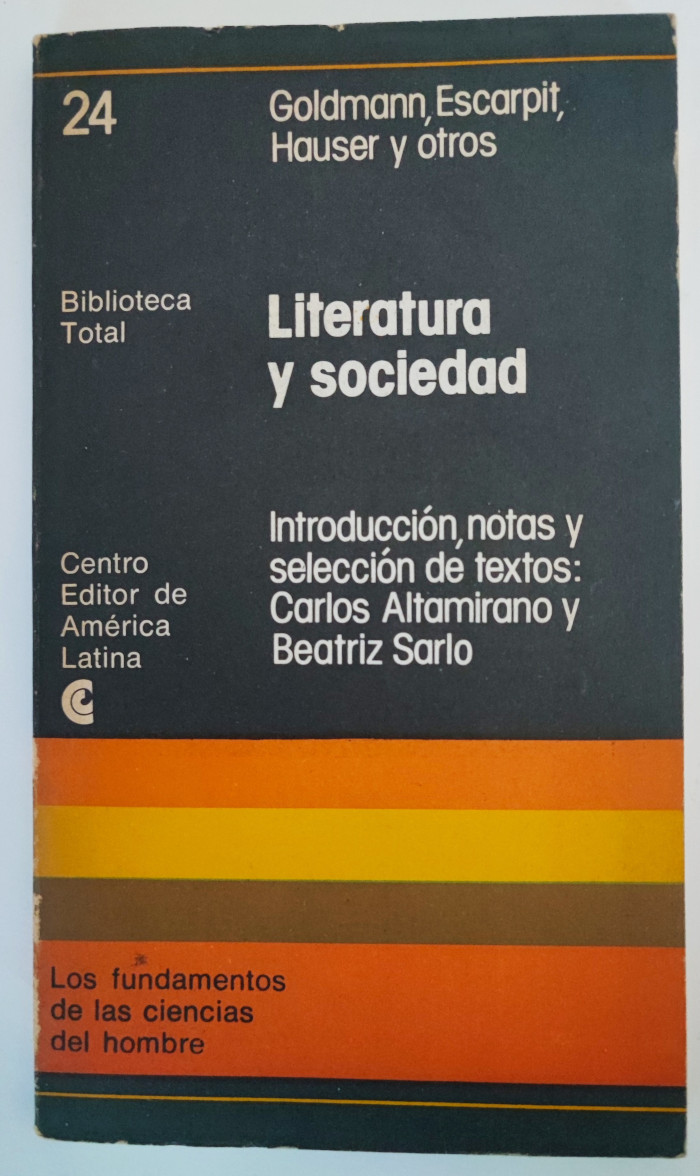 24
Goldmann, Escarpit,
Hauser y otros
Biblioteca
Total
Literatura
y sociedad
Introducción, notas y
selección de textos:
Carlos Altamirano y
Beatriz Sarlo
Centro
Editor de
América
Latina
Los fundamentos
de las ciencias
del hombre